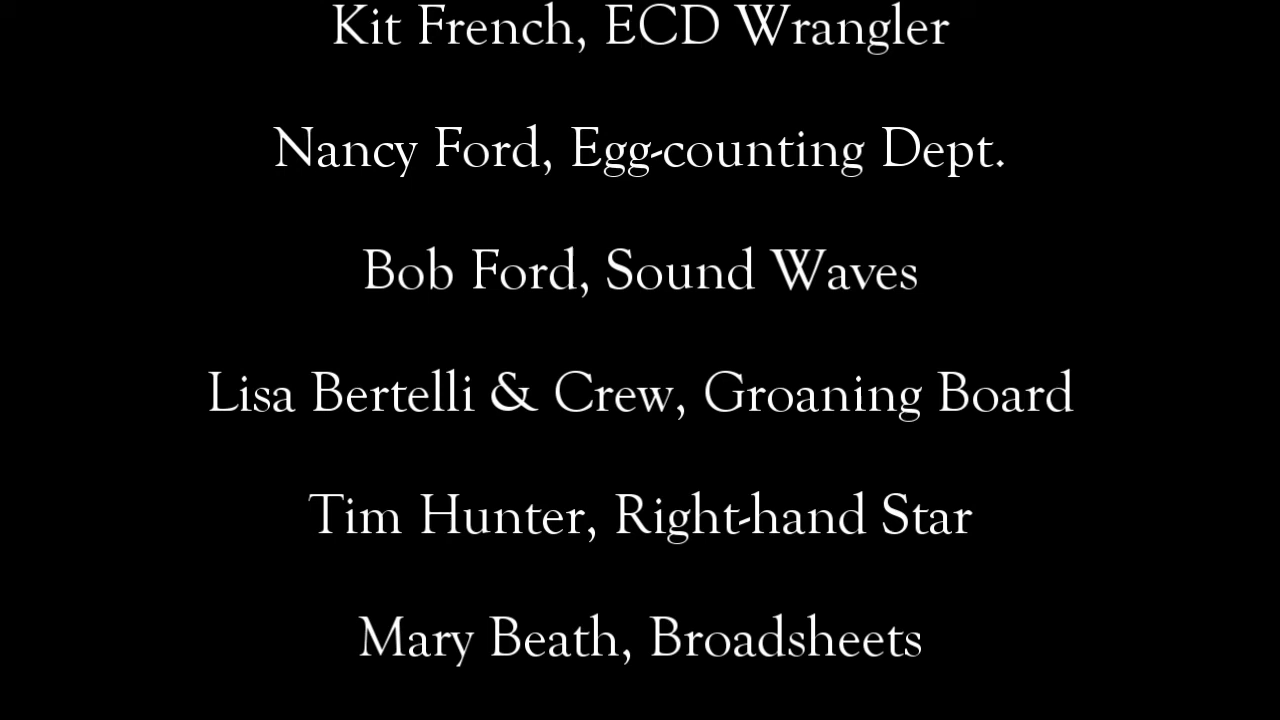 Kit French, ECD Wrangler
Nancy Ford, Egg-counting Dept.
Bob Ford, Sound Waves
Lisa Bertelli & Crew, Groaning Board
Tim Hunter, Right-hand Star
Mary Beath, Broadsheets